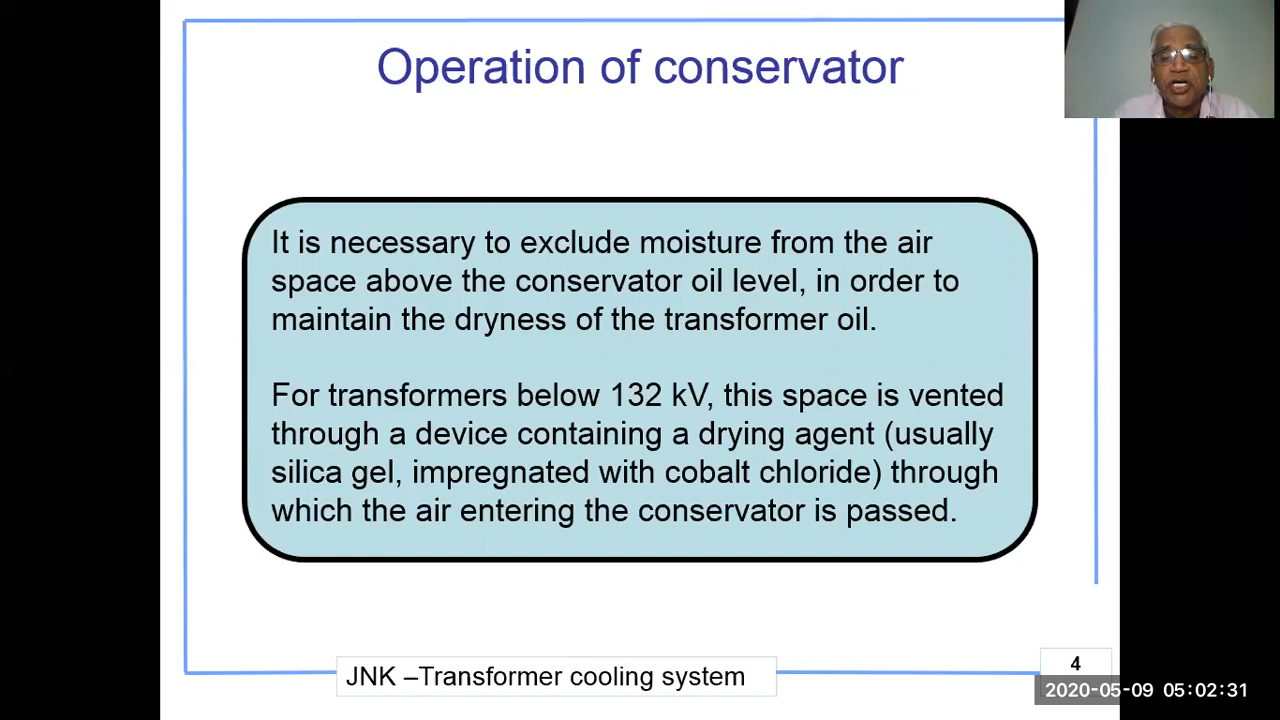 Operation of conservator
It is necessary to exclude moisture from the air
space above the conservator oil level, in order to
maintain the dryness of the transformer oil.
For transformers below 132 kV, this space is vented
through a device containing a drying agent (usually
silica gel, impregnated with cobalt chloride) through
which the air entering the conservator is passed.
JNK –Transformer cooling system
4
2020-05-09 05:02:31